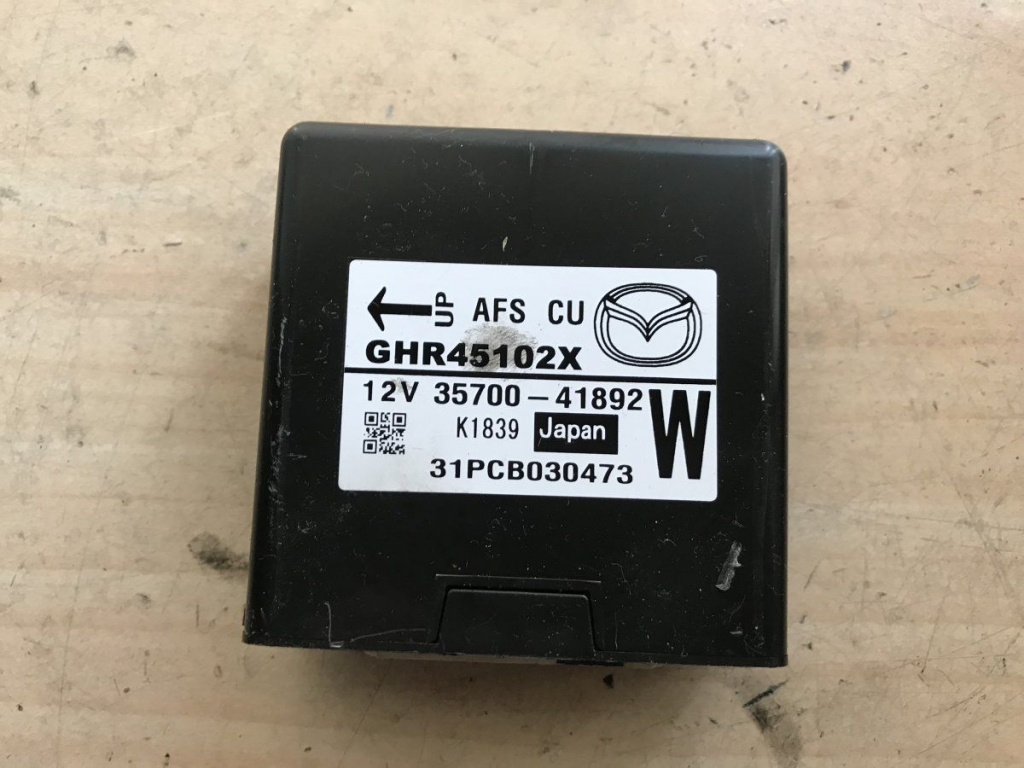 UP AFS CU
GHR45102X
12V 35700-41892
K1839 Japan W
31PCB030473